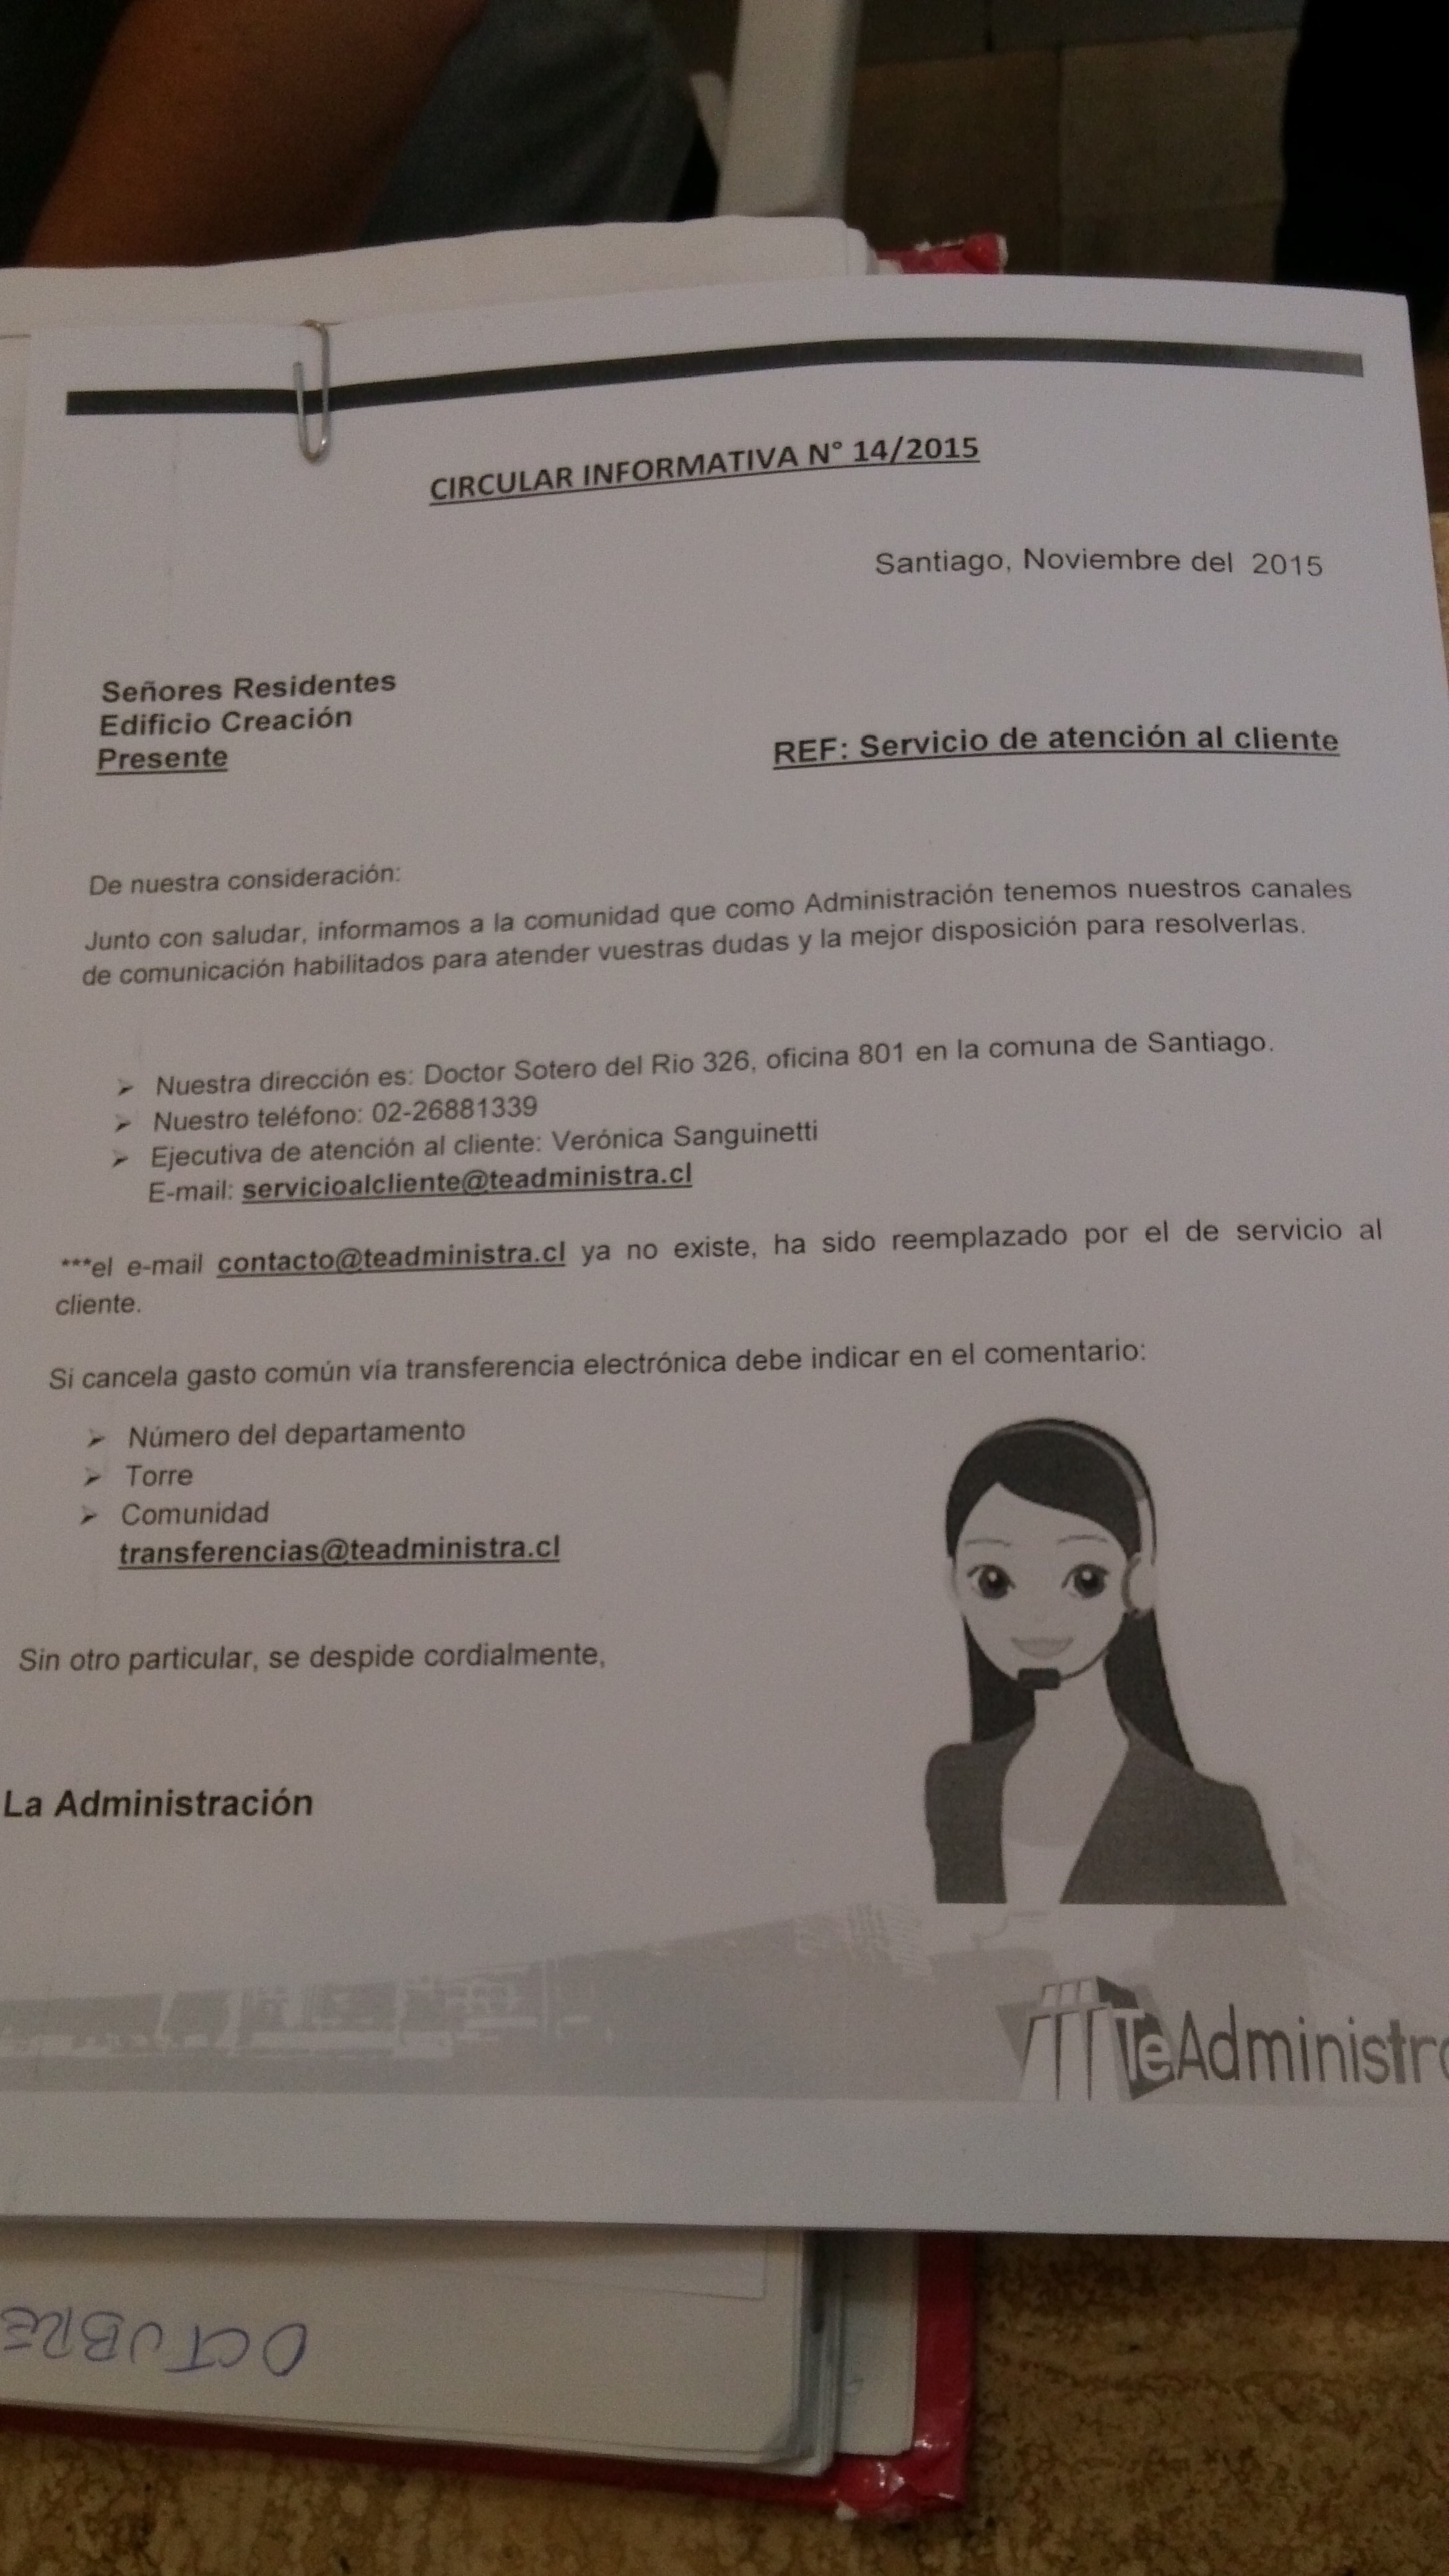 CIRCULAR INFORMATIVA N° 14/2015
Santiago, Noviembre del 2015
Señores Residentes
Edificio Creación
Presente
REF: Servicio de atención al cliente
De nuestra consideración:
Junto con saludar, informamos a la comunidad que como Administración tenemos nuestros canales
de comunicación habilitados para atender vuestras dudas y la mejor disposición para resolverlas.
➢ Nuestra dirección es: Doctor Sotero del Rio 326, oficina 801 en la comuna de Santiago.
➢ Nuestro teléfono: 02-26881339
➢ Ejecutiva de atención al cliente: Verónica Sanguinetti
E-mail: servicioalcliente@teadministra.cl
***el e-mail contacto@teadministra.cl ya no existe, ha sido reemplazado por el de servicio al
cliente.
Si cancela gasto común vía transferencia electrónica debe indicar en el comentario:
➢ Número del departamento
➢ Torre
➢ Comunidad
transferencias@teadministra.cl
Sin otro particular, se despide cordialmente,
La Administración
TeAdministra
OCTUBRE